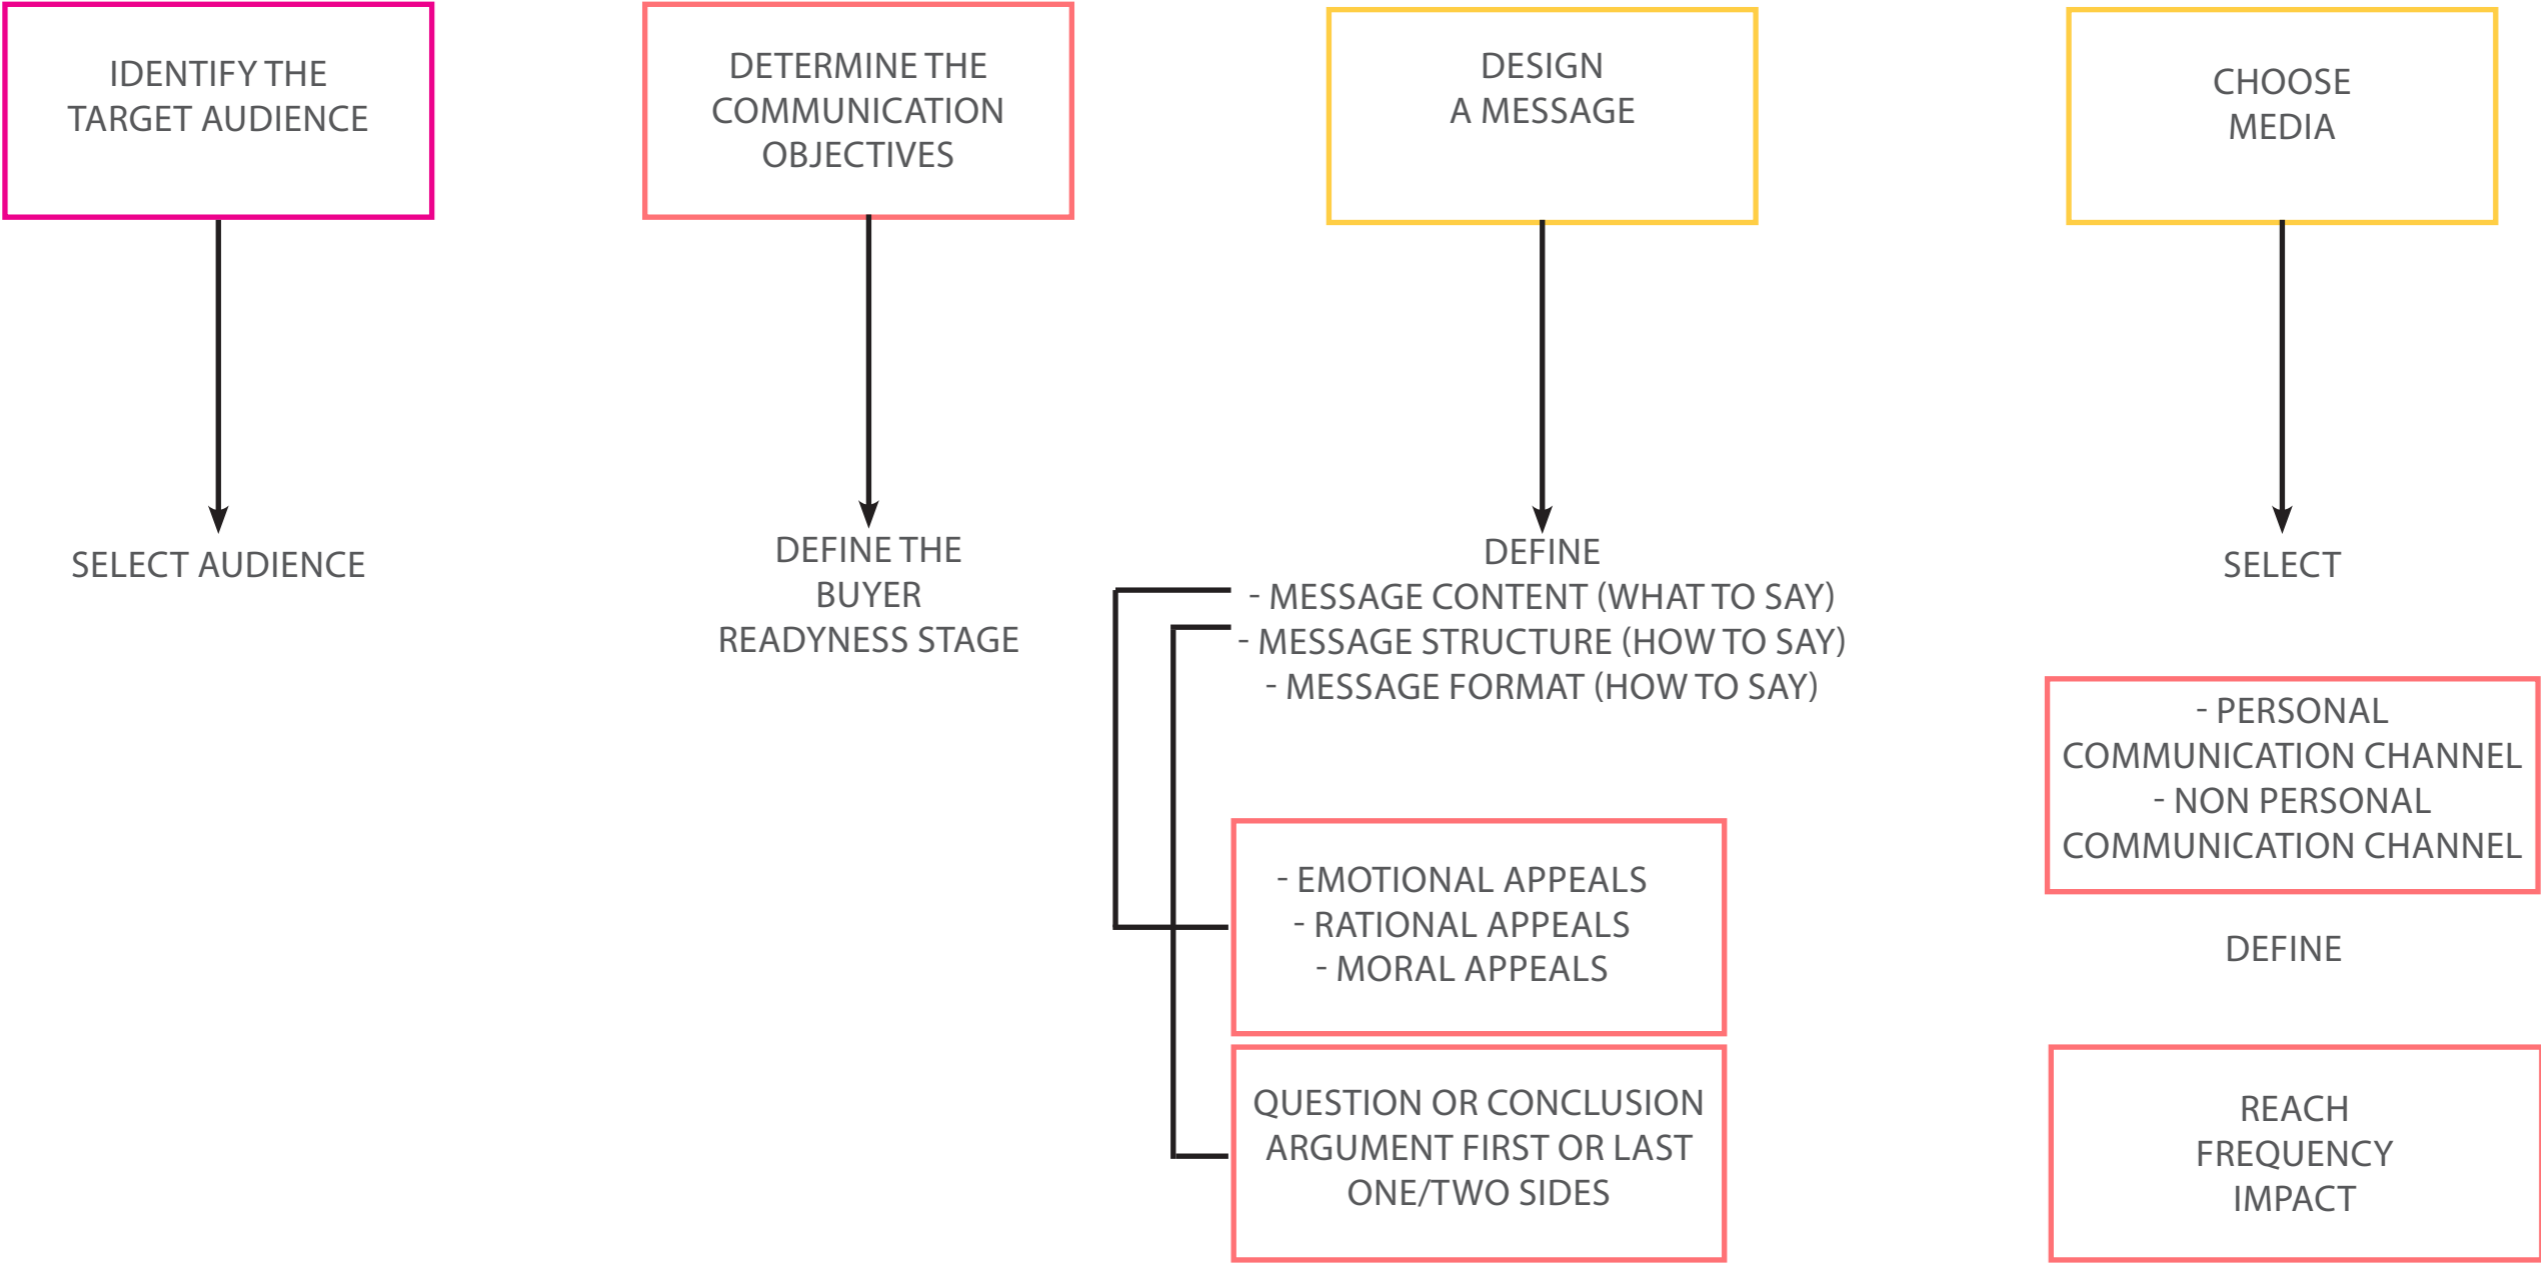 IDENTIFY THE
TARGET AUDIENCE
SELECT AUDIENCE
DETERMINE THE
COMMUNICATION
OBJECTIVES
DEFINE THE
BUYER
READYNESS STAGE
DESIGN
A MESSAGE
DEFINE
- MESSAGE CONTENT (WHAT TO SAY)
- MESSAGE STRUCTURE (HOW TO SAY)
- MESSAGE FORMAT (HOW TO SAY)
- EMOTIONAL APPEALS
- RATIONAL APPEALS
- MORAL APPEALS
QUESTION OR CONCLUSION
ARGUMENT FIRST OR LAST
ONE/TWO SIDES
CHOOSE
MEDIA
SELECT
- PERSONAL
COMMUNICATION CHANNEL
- NON PERSONAL
COMMUNICATION CHANNEL
DEFINE
REACH
FREQUENCY
IMPACT